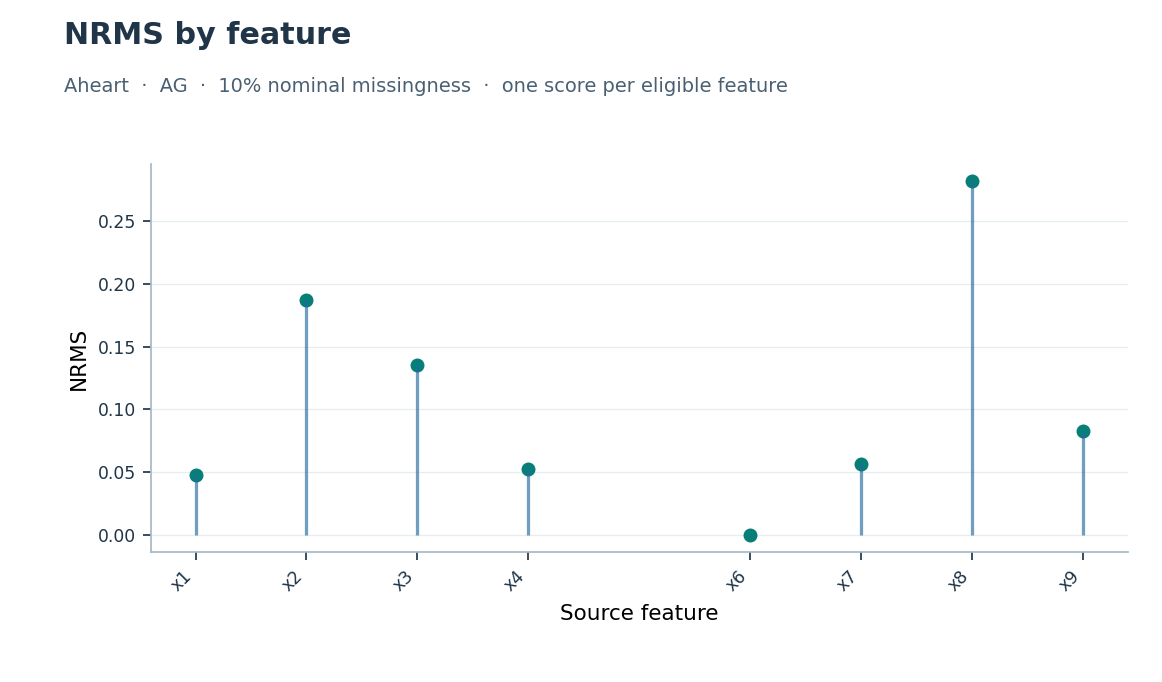 NRMS by feature
Aheart · AG · 10% nominal missingness · one score per eligible feature
NRMS
0.25
0.20
0.15
0.10
0.05
0.00
x1 x2 x3 x4 x6 x7 x8 x9
Source feature